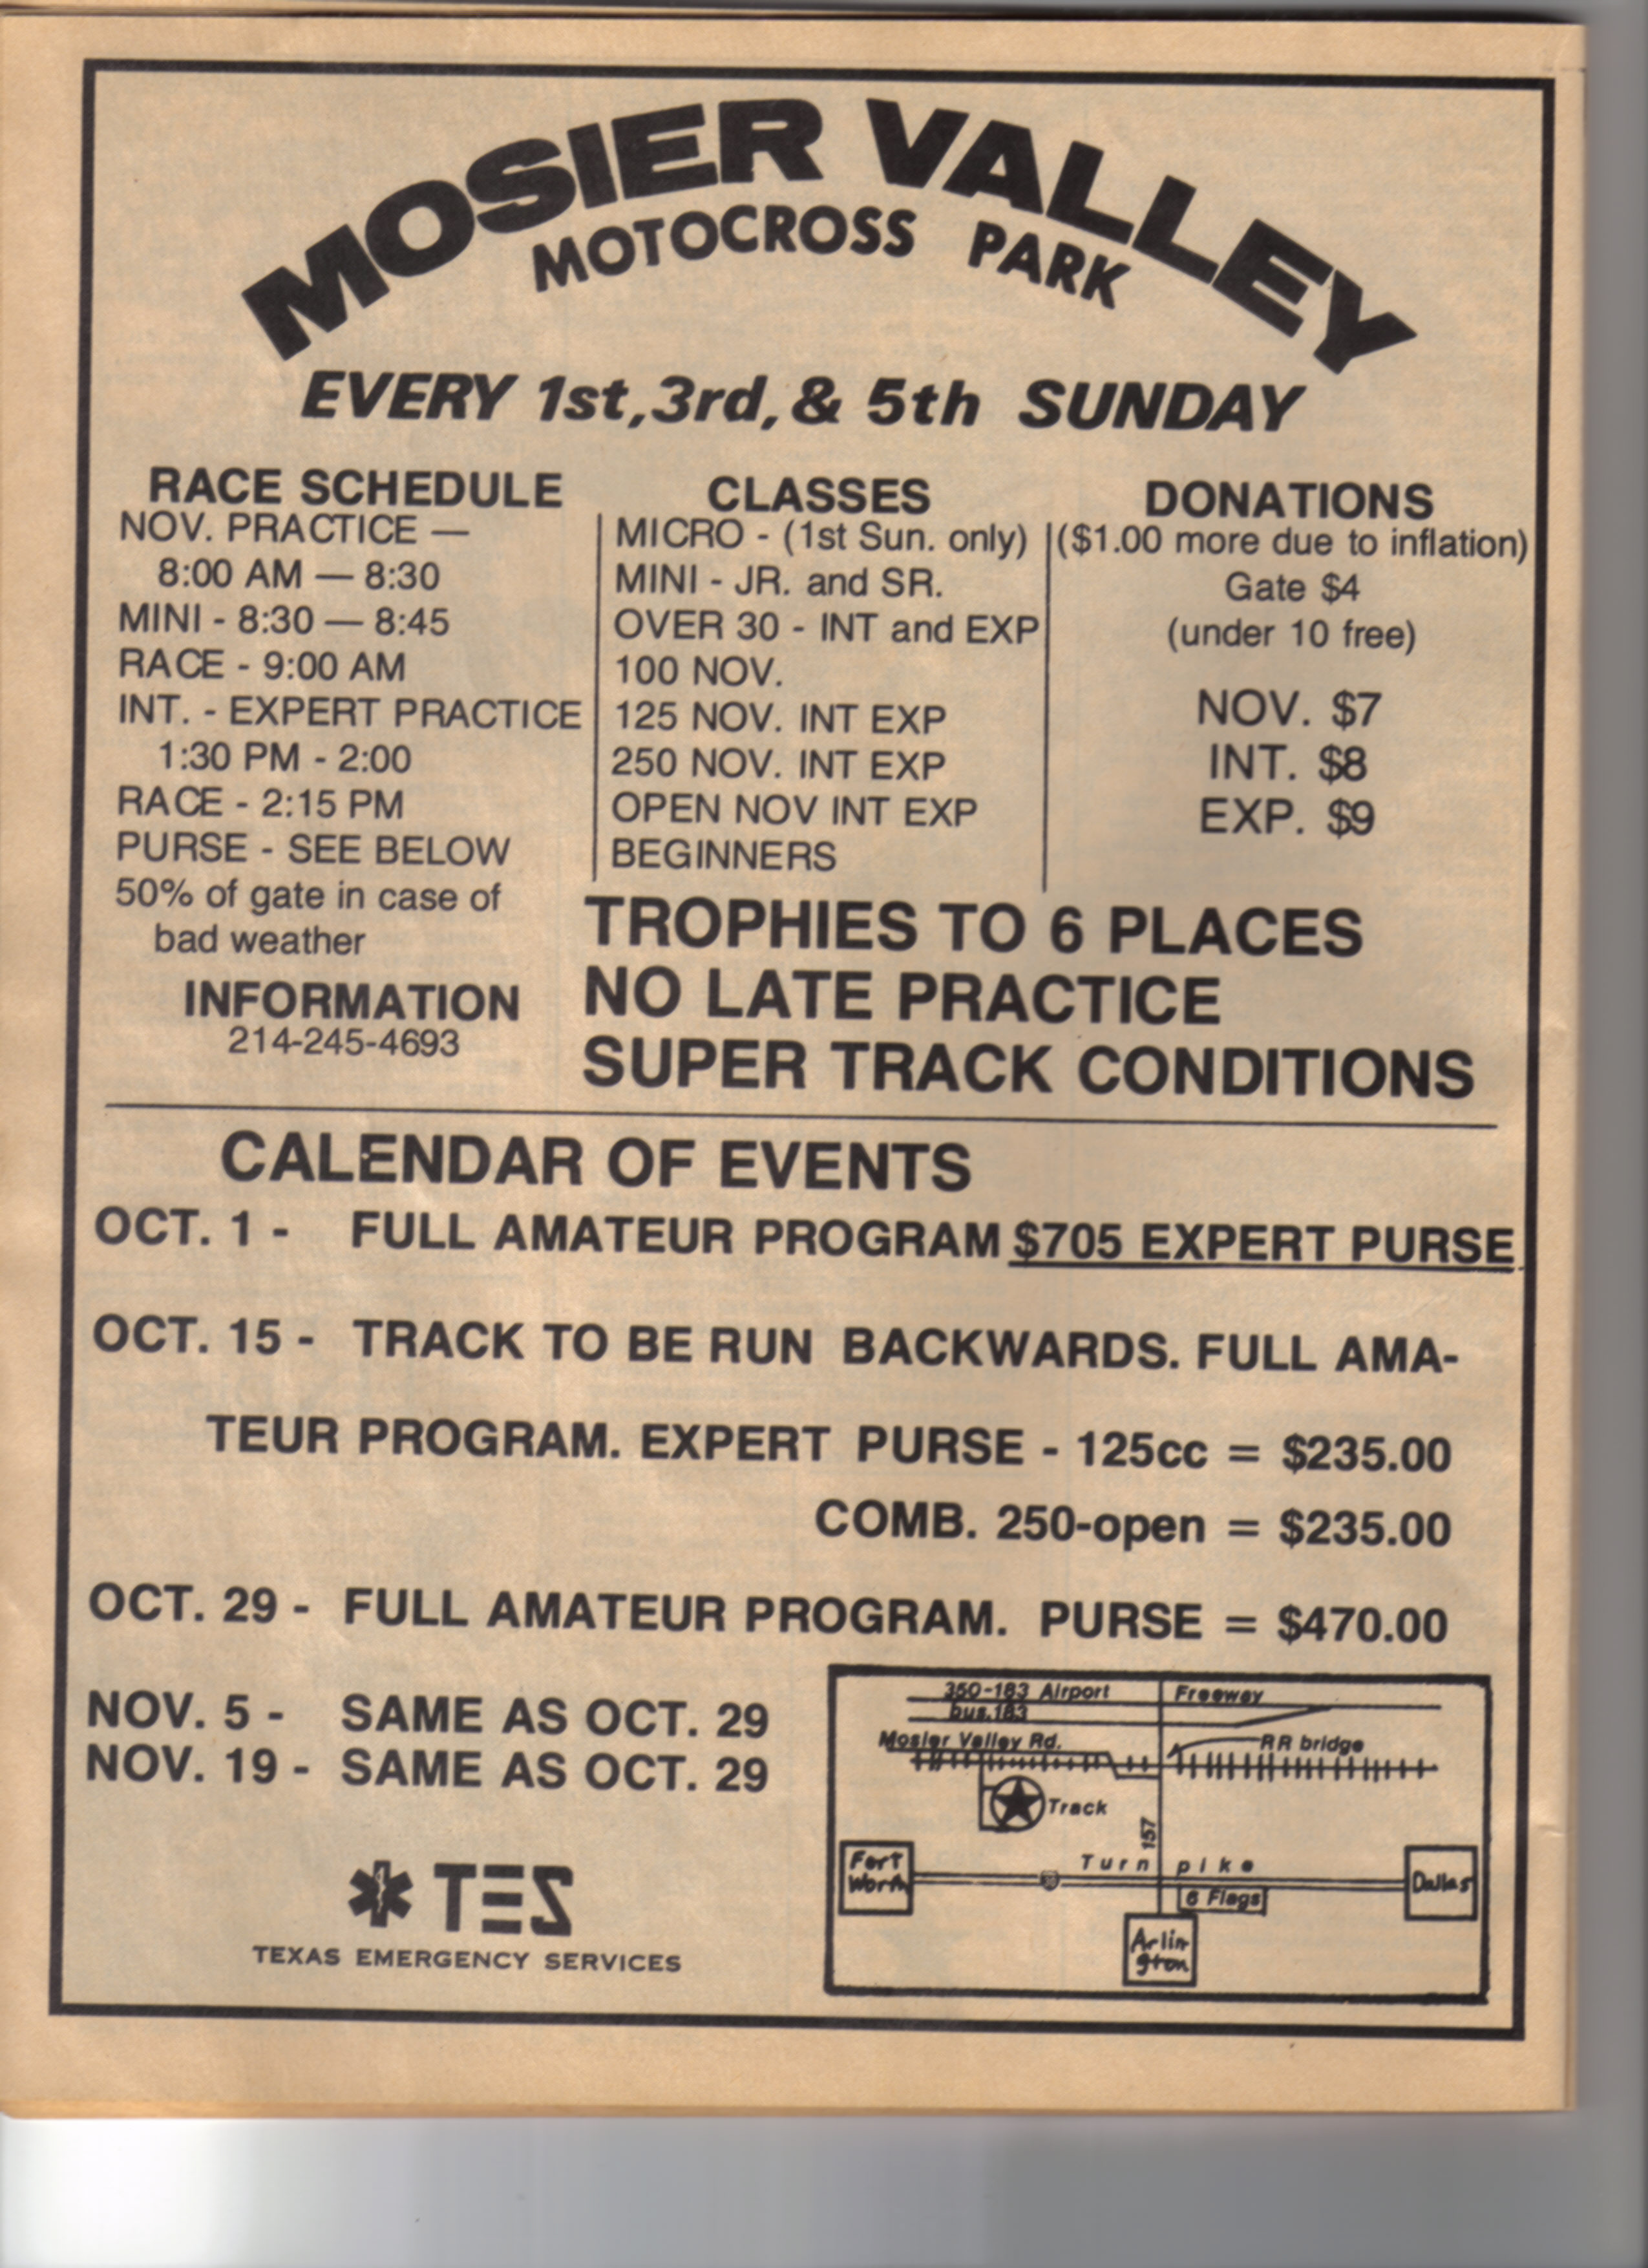 MOSIER VALLEY
MOTOCROSS PARK
EVERY 1st, 3rd, & 5th SUNDAY
RACE SCHEDULE
NOV. PRACTICE —
8:00 AM — 8:30
MINI - 8:30 — 8:45
RACE - 9:00 AM
INT. - EXPERT PRACTICE
1:30 PM - 2:00
RACE - 2:15 PM
PURSE - SEE BELOW
50% of gate in case of
bad weather
INFORMATION
214-245-4693
CLASSES
MICRO - (1st Sun. only)
MINI - JR. and SR.
OVER 30 - INT and EXP
100 NOV.
125 NOV. INT EXP
250 NOV. INT EXP
OPEN NOV INT EXP
BEGINNERS
DONATIONS
($1.00 more due to inflation)
Gate $4
(under 10 free)
NOV. $7
INT. $8
EXP. $9
TROPHIES TO 6 PLACES
NO LATE PRACTICE
SUPER TRACK CONDITIONS
CALENDAR OF EVENTS
OCT. 1 - FULL AMATEUR PROGRAM $705 EXPERT PURSE
OCT. 15 - TRACK TO BE RUN BACKWARDS. FULL AMA-
TEUR PROGRAM. EXPERT PURSE - 125cc = $235.00
COMB. 250-open = $235.00
OCT. 29 - FULL AMATEUR PROGRAM. PURSE = $470.00
NOV. 5 - SAME AS OCT. 29
NOV. 19 - SAME AS OCT. 29
TES
TEXAS EMERGENCY SERVICES
350-183 Airport Freeway
bus. 183
Mosier Valley Rd.
RR bridge
Track
157
Turn pike
Fort
Worth
6 Flags
Dallas
Arlin
gton